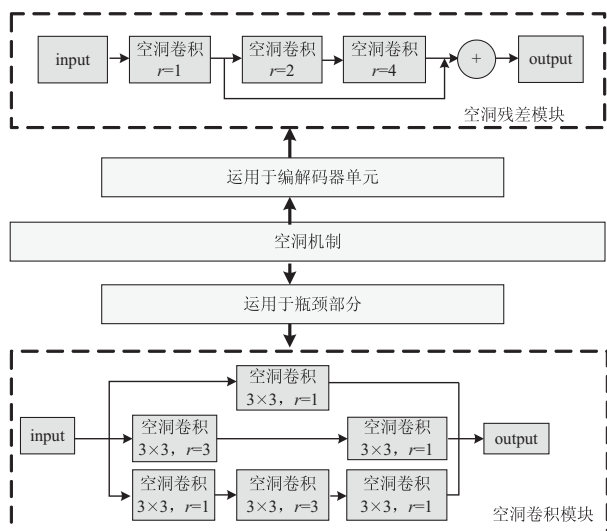 input
空洞卷积
r=1
空洞卷积
r=2
空洞卷积
r=4
+
output
空洞残差模块
运用于编解码器单元
空洞机制
运用于瓶颈部分
空洞卷积
3×3，r=1
input
空洞卷积
3×3，r=3
空洞卷积
3×3，r=1
output
空洞卷积
3×3，r=1
空洞卷积
3×3，r=3
空洞卷积
3×3，r=1
空洞卷积模块